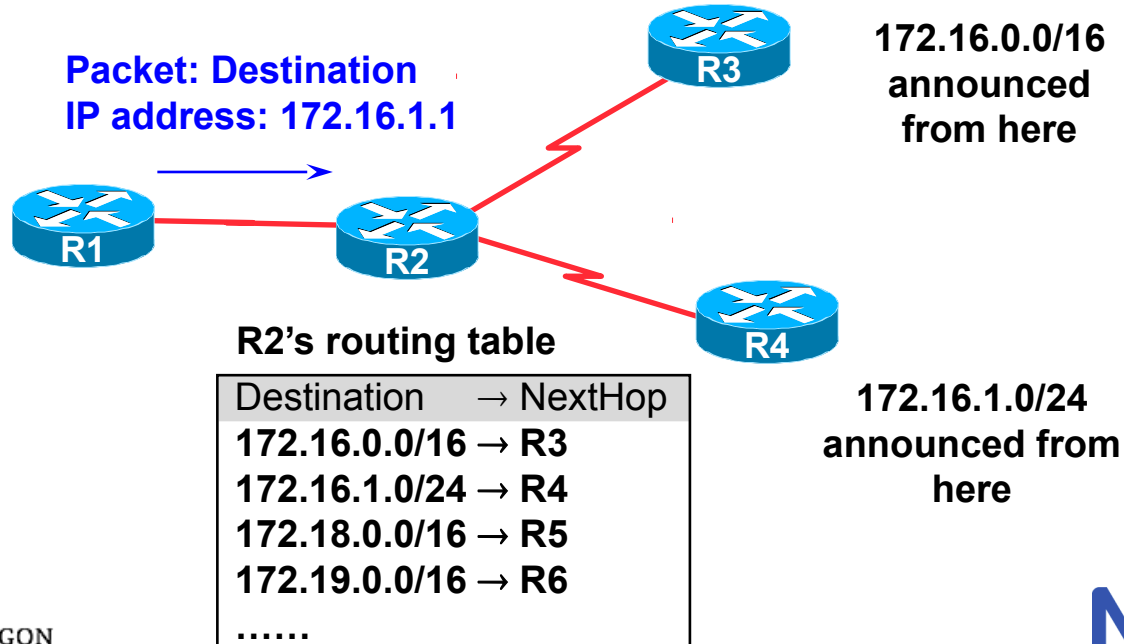 172.16.0.0/16
announced
from here
Packet: Destination
IP address: 172.16.1.1
R3
R1
R2
R4
172.16.1.0/24
announced from
here
R2’s routing table
Destination → NextHop
172.16.0.0/16 → R3
172.16.1.0/24 → R4
172.18.0.0/16 → R5
172.19.0.0/16 → R6
......
GON
N